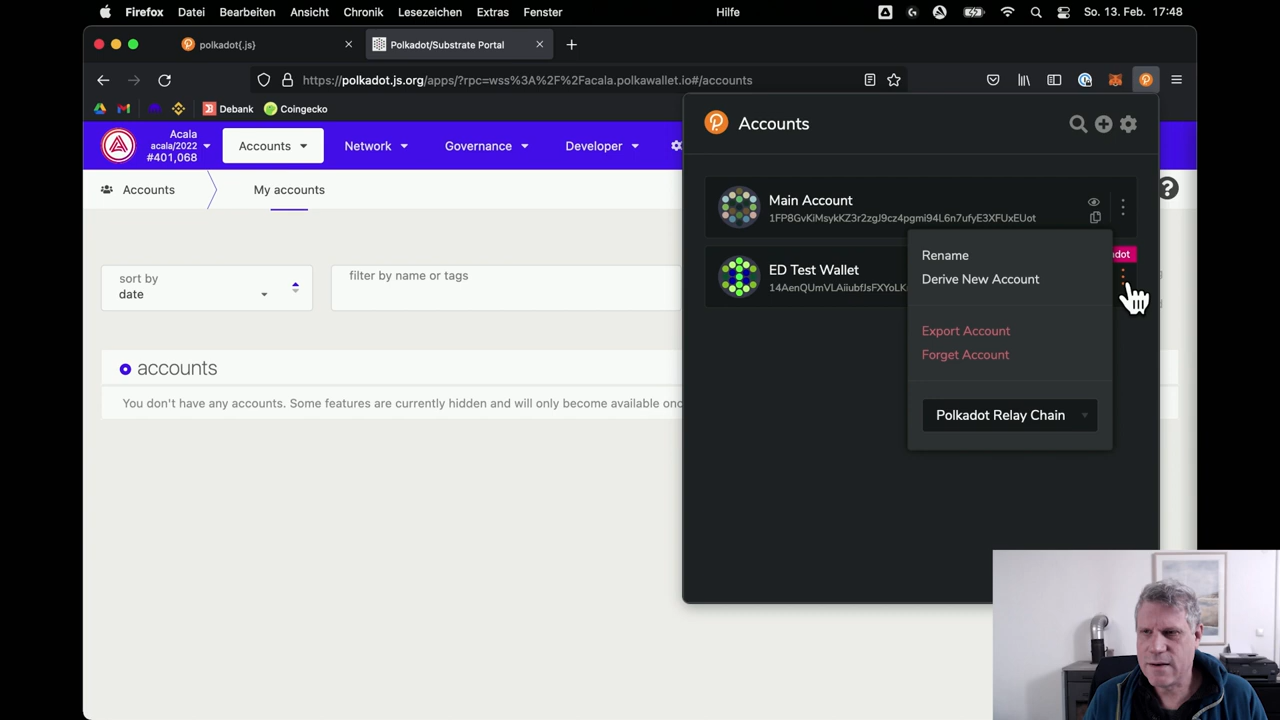 Firefox Datei Bearbeiten Ansicht Chronik Lesezeichen Extras Fenster Hilfe So. 13. Feb. 17:48
polkadot{.js}
Polkadot/Substrate Portal
https://polkadot.js.org/apps/?rpc=wss%3A%2F%2Facala.polkawallet.io#/accounts
Debank Coingecko
Acala
acala/2022
#401,068
Accounts Network Governance Developer
Accounts My accounts
sort by
date
filter by name or tags
accounts
You don't have any accounts. Some features are currently hidden and will only become available
Accounts
Main Account
1FP8GvKiMsykKZ3r2zgJ9cz4pgmi94L6n7ufyE3XFUxEUot
ED Test Wallet
Rename
Derive New Account
Export Account
Forget Account
Polkadot Relay Chain